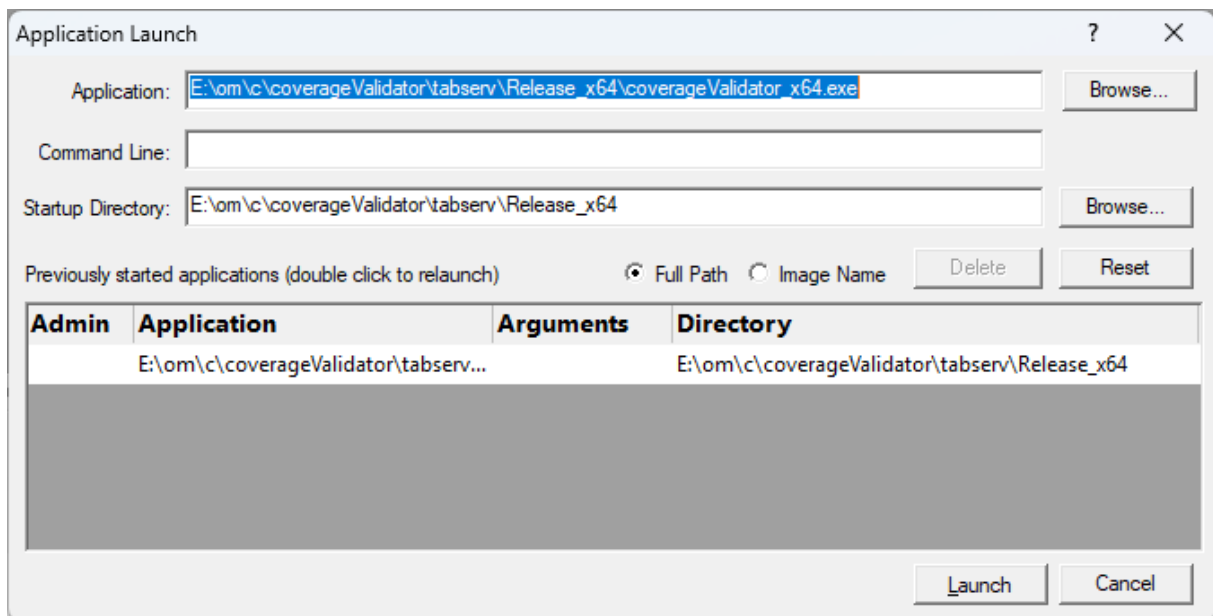 Application Launch ?
Application: E:\om\c\coverageValidator\tabserv\Release_x64\coverageValidator_x64.exe Browse...
Command Line:
Startup Directory: E:\om\c\coverageValidator\tabserv\Release_x64 Browse...
Previously started applications (double click to relaunch) Full Path Image Name Delete Reset
Admin Application Arguments Directory
E:\om\c\coverageValidator\tabserv... E:\om\c\coverageValidator\tabserv\Release_x64
Launch Cancel